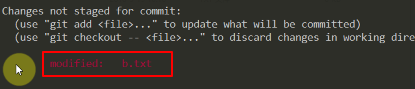 Changes not staged for commit:
(use "git add <file>..." to update what will be committed)
(use "git checkout -- <file>..." to discard changes in working dire
modified: b.txt